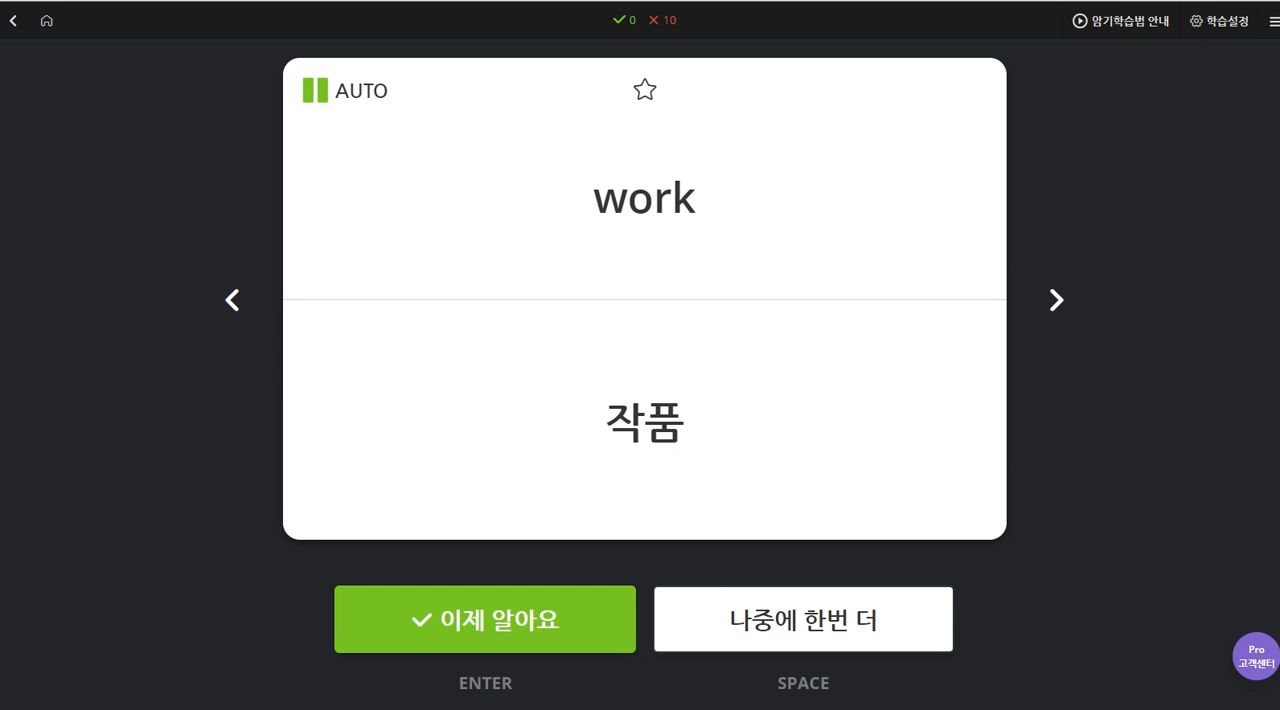 0 10 암기학습법 안내 학습설정
AUTO
work
작품
이제 알아요 나중에 한번 더
ENTER SPACE
Pro
고객센터